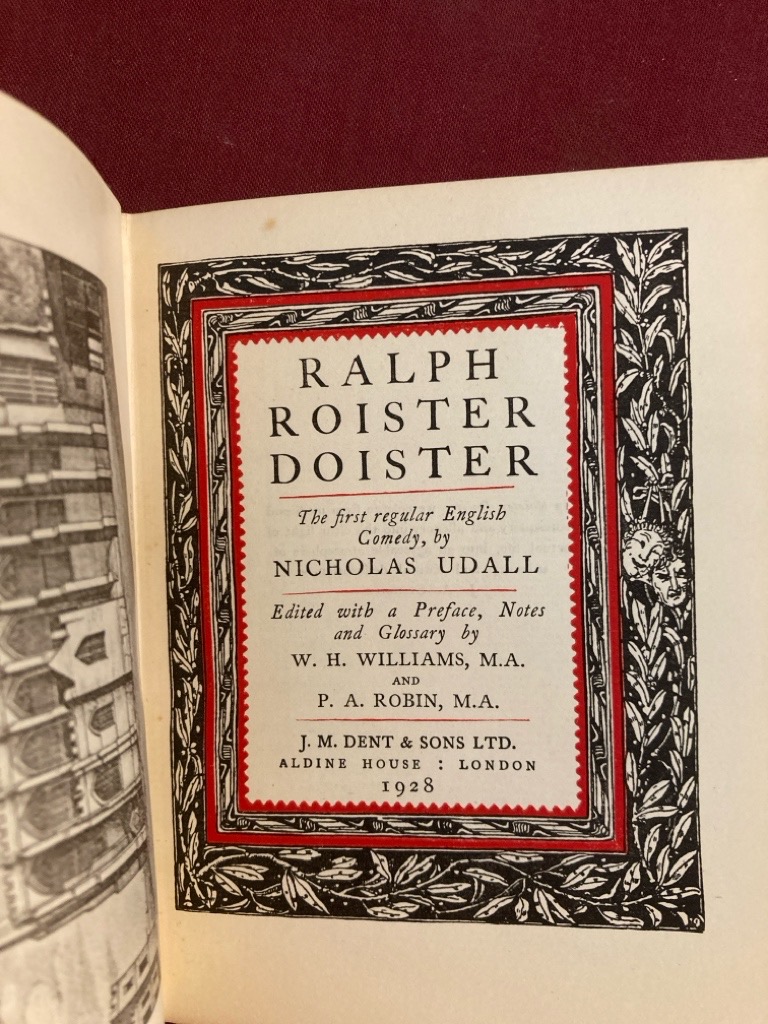 RALPH
ROISTER
DOISTER
The first regular English
Comedy, by
NICHOLAS UDALL
Edited with a Preface, Notes
and Glossary by
W. H. WILLIAMS, M.A.
AND
P. A. ROBIN, M.A.
J. M. DENT & SONS LTD.
ALDINE HOUSE : LONDON
1928